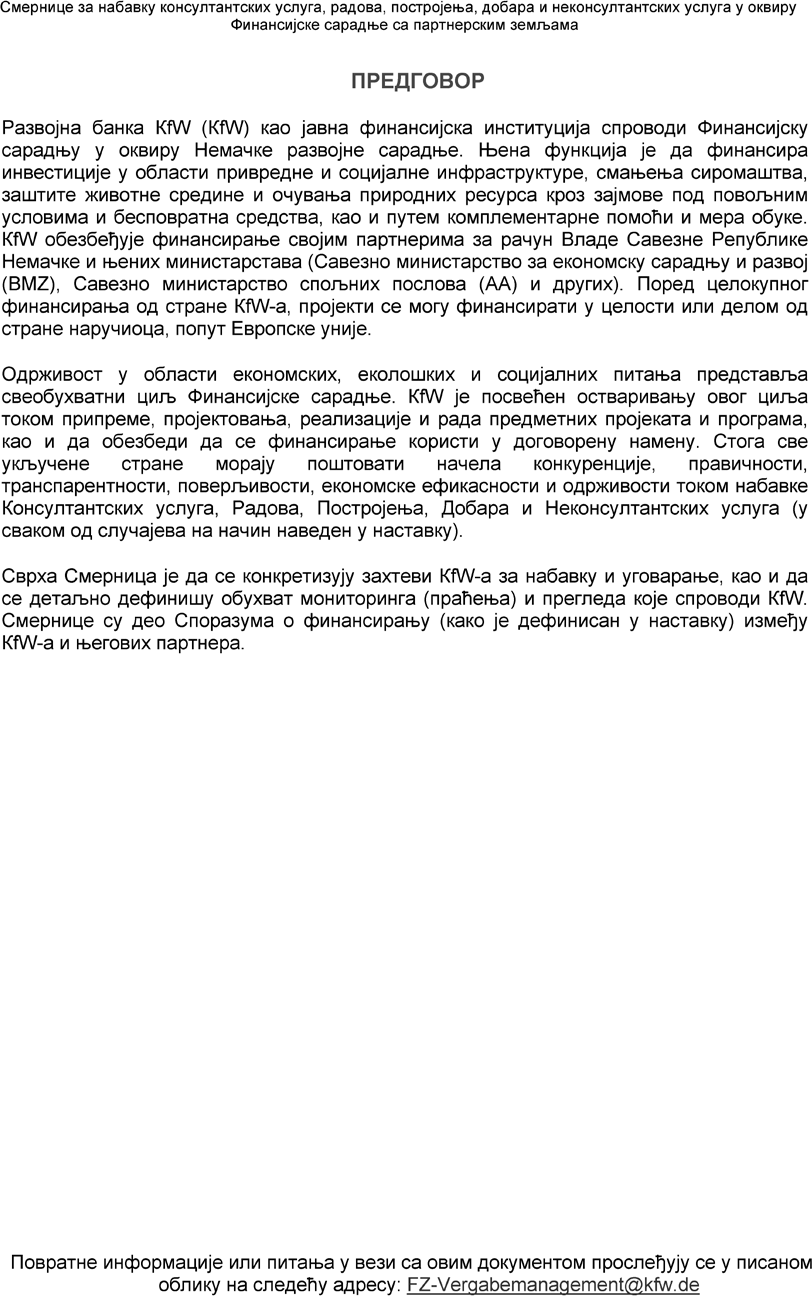 Смернице за набавку консултантских услуга, радова, постројења, добара и неконсултантских услуга у оквиру
Финансијске сарадње са партнерским земљама
ПРЕДГОВОР
Развојна банка KfW (KfW) као јавна финансијска институција спроводи Финансијску
сарадњу у оквиру Немачке развојне сарадње. Њена функција је да финансира
инвестиције у области привредне и социјалне инфраструктуре, смањења сиромаштва,
заштите животне средине и очувања природних ресурса кроз зајмове под повољним
условима и бесповратна средства, као и путем комплементарне помоћи и мера обуке.
KfW обезбеђује финансирање својим партнерима за рачун Владе Савезне Републике
Немачке и њених министарстава (Савезно министарство за економску сарадњу и развој
(BMZ), Савезно министарство спољних послова (АА) и других). Поред целокупног
финансирања од стране KfW-а, пројекти се могу финансирати у целости или делом од
стране наручиоца, попут Европске уније.
Одрживост у области економских, еколошких и социјалних питања представља
свеобухватни циљ Финансијске сарадње. KfW је посвећен остваривању овог циља
током припреме, пројектовања, реализације и рада предметних пројеката и програма,
као и да обезбеди да се финансирање користи у договорену намену. Стога све
укључене стране морају поштовати начела конкуренције, правичности,
транспарентности, поверљивости, економске ефикасности и одрживости током набавке
Консултантских услуга, Радова, Постројења, Добара и Неконсултантских услуга (у
сваком од случајева на начин наведен у наставку).
Сврха Смерница је да се конкретизују захтеви KfW-а за набавку и уговарање, као и да
се детаљно дефинишу обухват мониторинга (праћења) и прегледа које спроводи KfW.
Смернице су део Споразума о финансирању (како је дефинисан у наставку) између
KfW-а и његових партнера.
Повратне информације или питања у вези са овим документом прослеђују се у писаном
облику на следећу адресу: FZ-Vergabemanagement@kfw.de